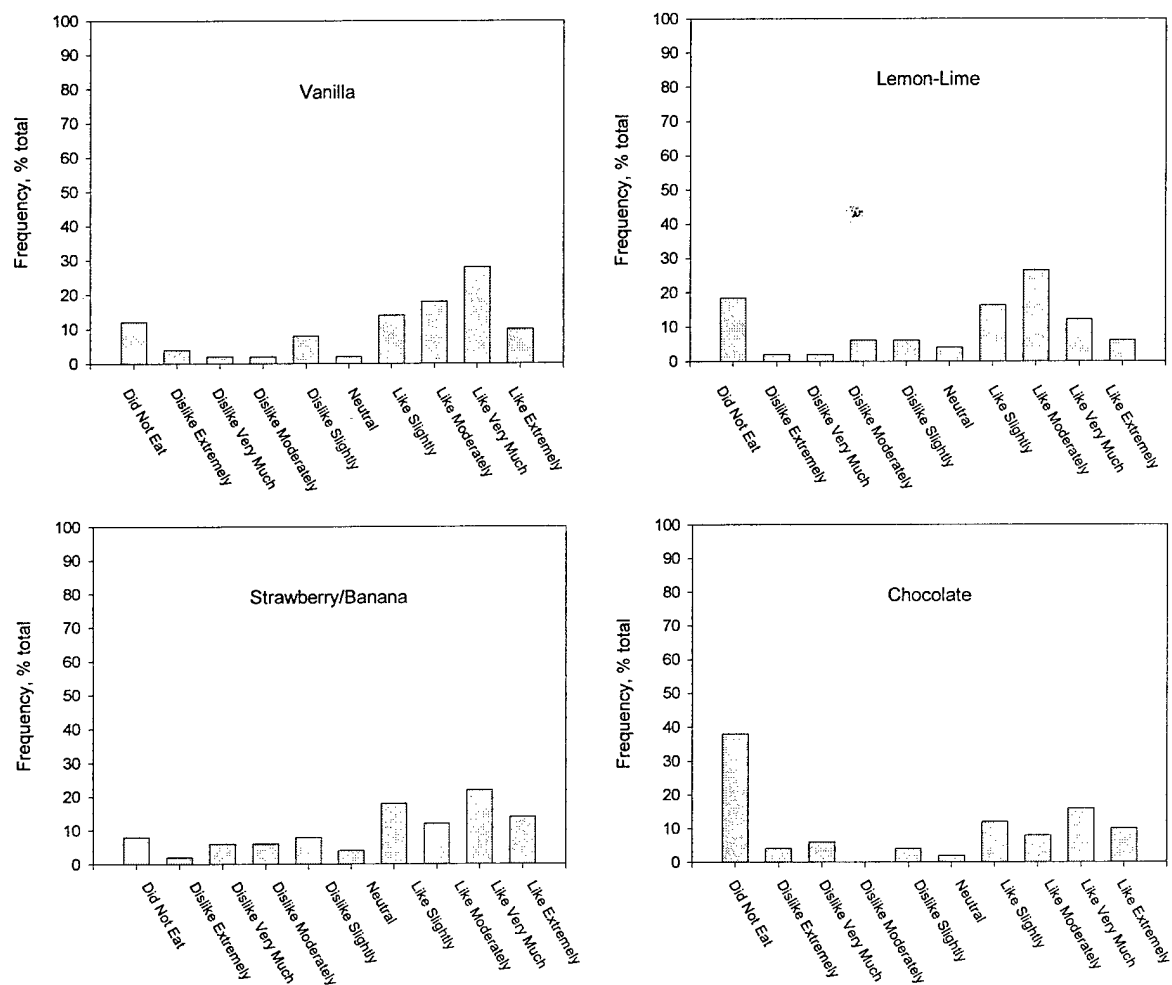 Vanilla
Frequency, % total
100
90
80
70
60
50
40
30
20
10
0
Did Not Eat
Dislike Extremely
Dislike Very Much
Dislike Moderately
Dislike Slightly
Neutral
Like Slightly
Like Moderately
Like Very Much
Like Extremely
Lemon-Lime
Frequency, % total
100
90
80
70
60
50
40
30
20
10
0
Did Not Eat
Dislike Extremely
Dislike Very Much
Dislike Moderately
Dislike Slightly
Neutral
Like Slightly
Like Moderately
Like Very Much
Like Extremely
Strawberry/Banana
Frequency, % total
100
90
80
70
60
50
40
30
20
10
0
Did Not Eat
Dislike Extremely
Dislike Very Much
Dislike Moderately
Dislike Slightly
Neutral
Like Slightly
Like Moderately
Like Very Much
Like Extremely
Chocolate
Frequency, % total
100
90
80
70
60
50
40
30
20
10
0
Did Not Eat
Dislike Extremely
Dislike Very Much
Dislike Moderately
Dislike Slightly
Neutral
Like Slightly
Like Moderately
Like Very Much
Like Extremely